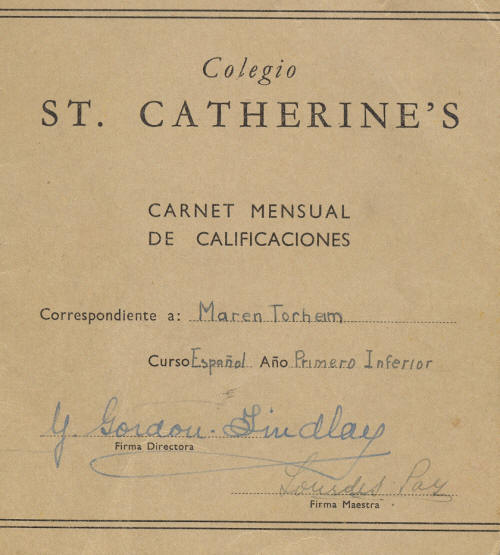 Colegio
ST. CATHERINE'S
CARNET MENSUAL
DE CALIFICACIONES
Correspondiente a: Maren Torheim
Curso Español Año Primero Inferior
Y. Gordon-Findlay
Firma Directora
Lourdes Paz
Firma Maestra